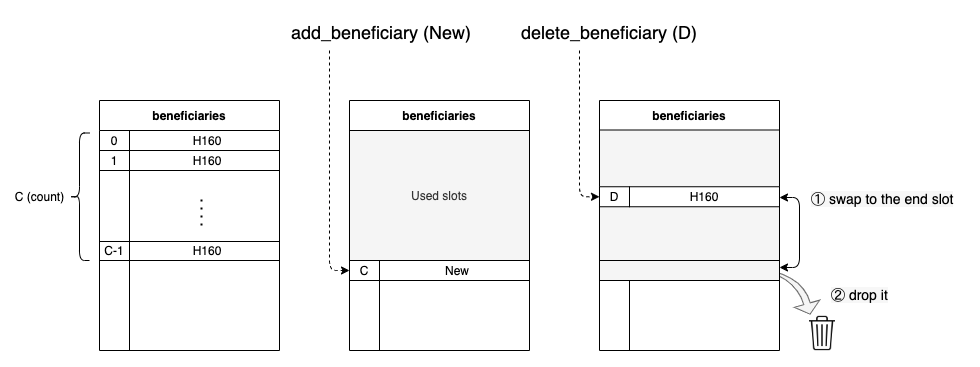 add_beneficiary (New)
delete_beneficiary (D)
beneficiaries
0 H160
1 H160
C (count)
C-1 H160
beneficiaries
Used slots
C New
beneficiaries
D H160
① swap to the end slot
② drop it